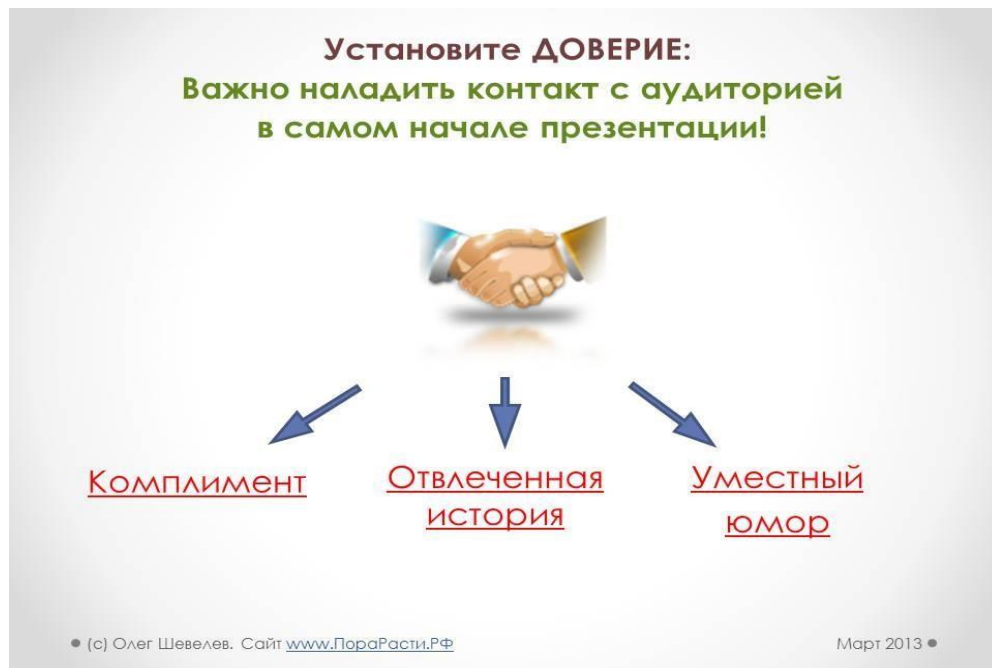 Установите ДОВЕРИЕ:
Важно наладить контакт с аудиторией
в самом начале презентации!
Комплимент
Отвлеченная
история
Уместный
юмор
(с) Олег Шевелев. Сайт www.ПораРасти.РФ
Март 2013